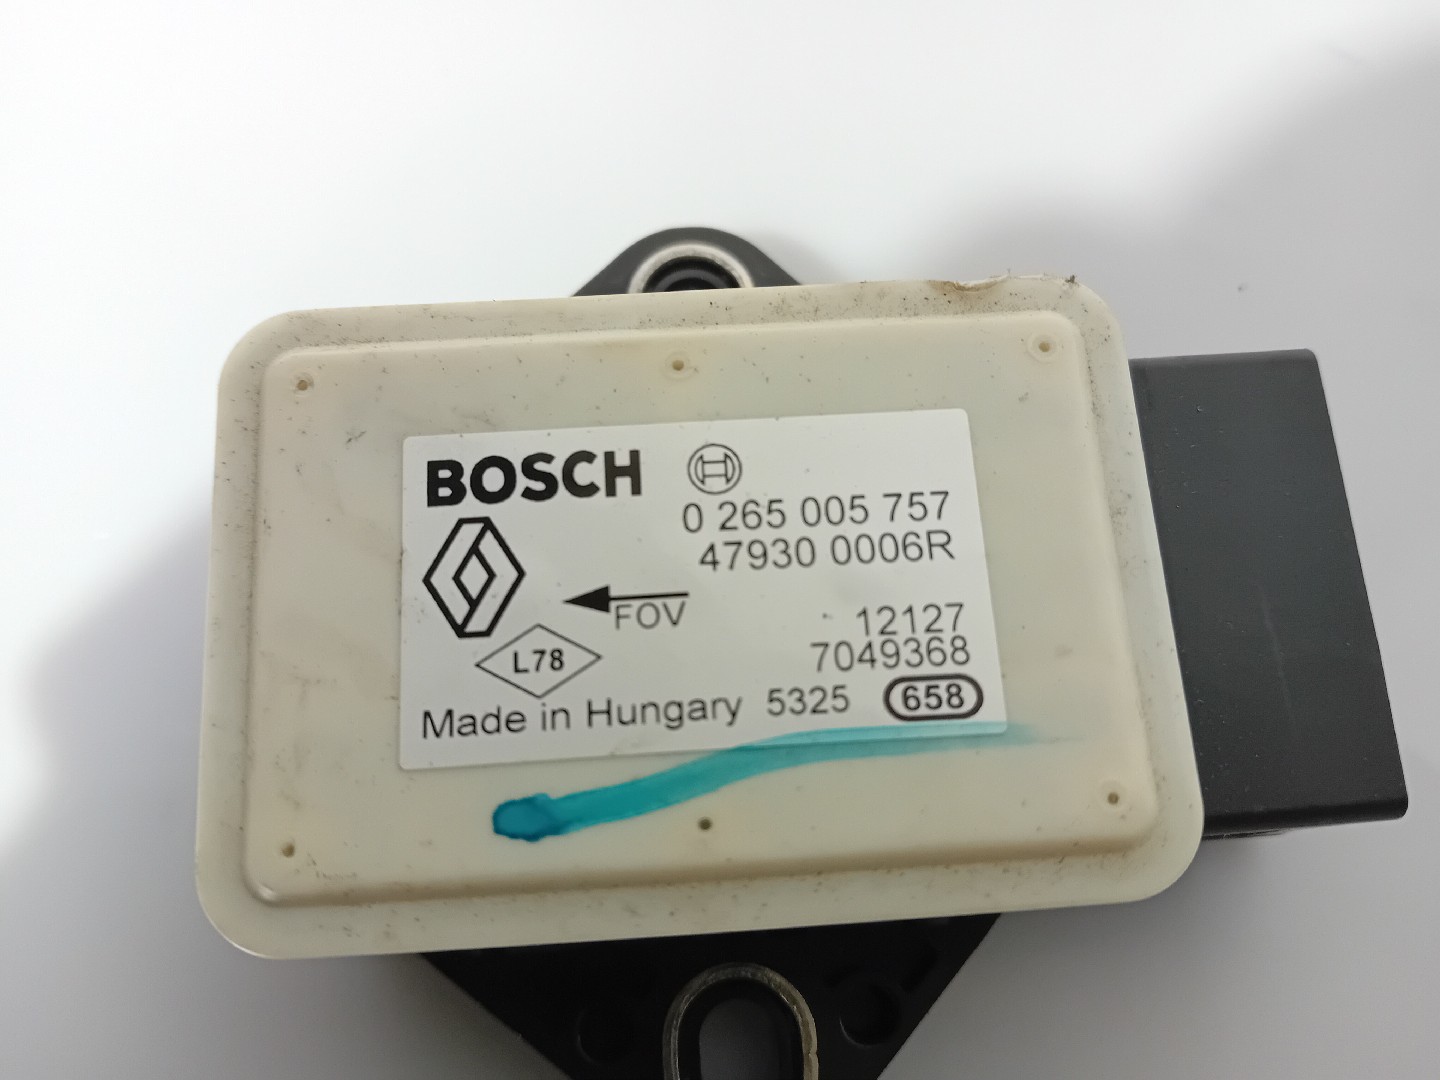 BOSCH
0 265 005 757
47930 0006R
FOV
12127
L78
7049368
Made in Hungary 5325 658